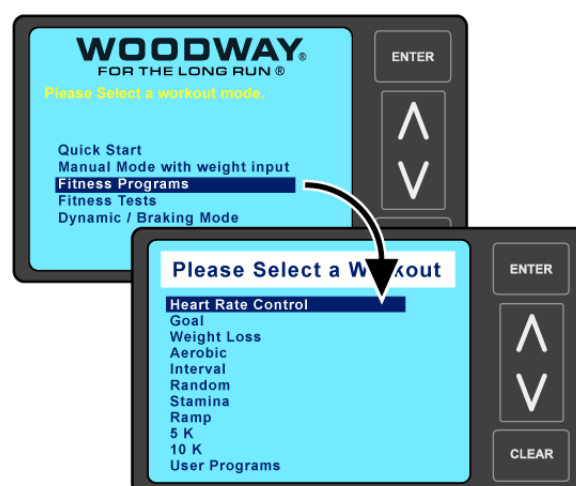 WOODWAY®
FOR THE LONG RUN ®
Please Select a workout mode.
Quick Start
Manual Mode with weight input
Fitness Programs
Fitness Tests
Dynamic / Braking Mode
ENTER
Please Select a Workout
Heart Rate Control
Goal
Weight Loss
Aerobic
Interval
Random
Stamina
Ramp
5 K
10 K
User Programs
ENTER
CLEAR